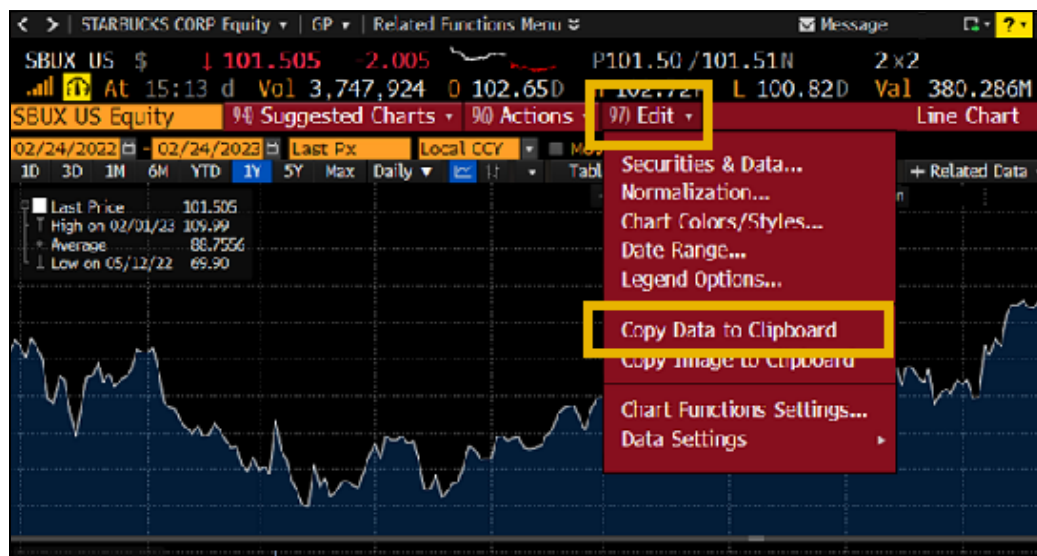 < > STARBUCKS CORP Equity ▾ | GP ▾ | Related Functions Menu Message ?
SBUX US $ ↓ 101.505 -2.005 P101.50 /101.51N 2×2
At 15:13 d Vol 3,747,924 O 102.65D H 102.72N L 100.82D Val 380.286M
SBUX US Equity 94) Suggested Charts 96) Actions 97) Edit Line Chart
02/24/2022 - 02/24/2023 Last Px Local CCY
1D 3D 1M 6M YTD 1Y 5Y Max Daily ▼ + Related Data
Last Price 101.505
High on 02/01/23 109.99
Average 88.7556
Low on 05/12/22 69.90
Securities & Data...
Normalization...
Chart Colors/Styles...
Date Range...
Legend Options...
Copy Data to Clipboard
Copy Image to Clipboard
Chart Functions Settings...
Data Settings